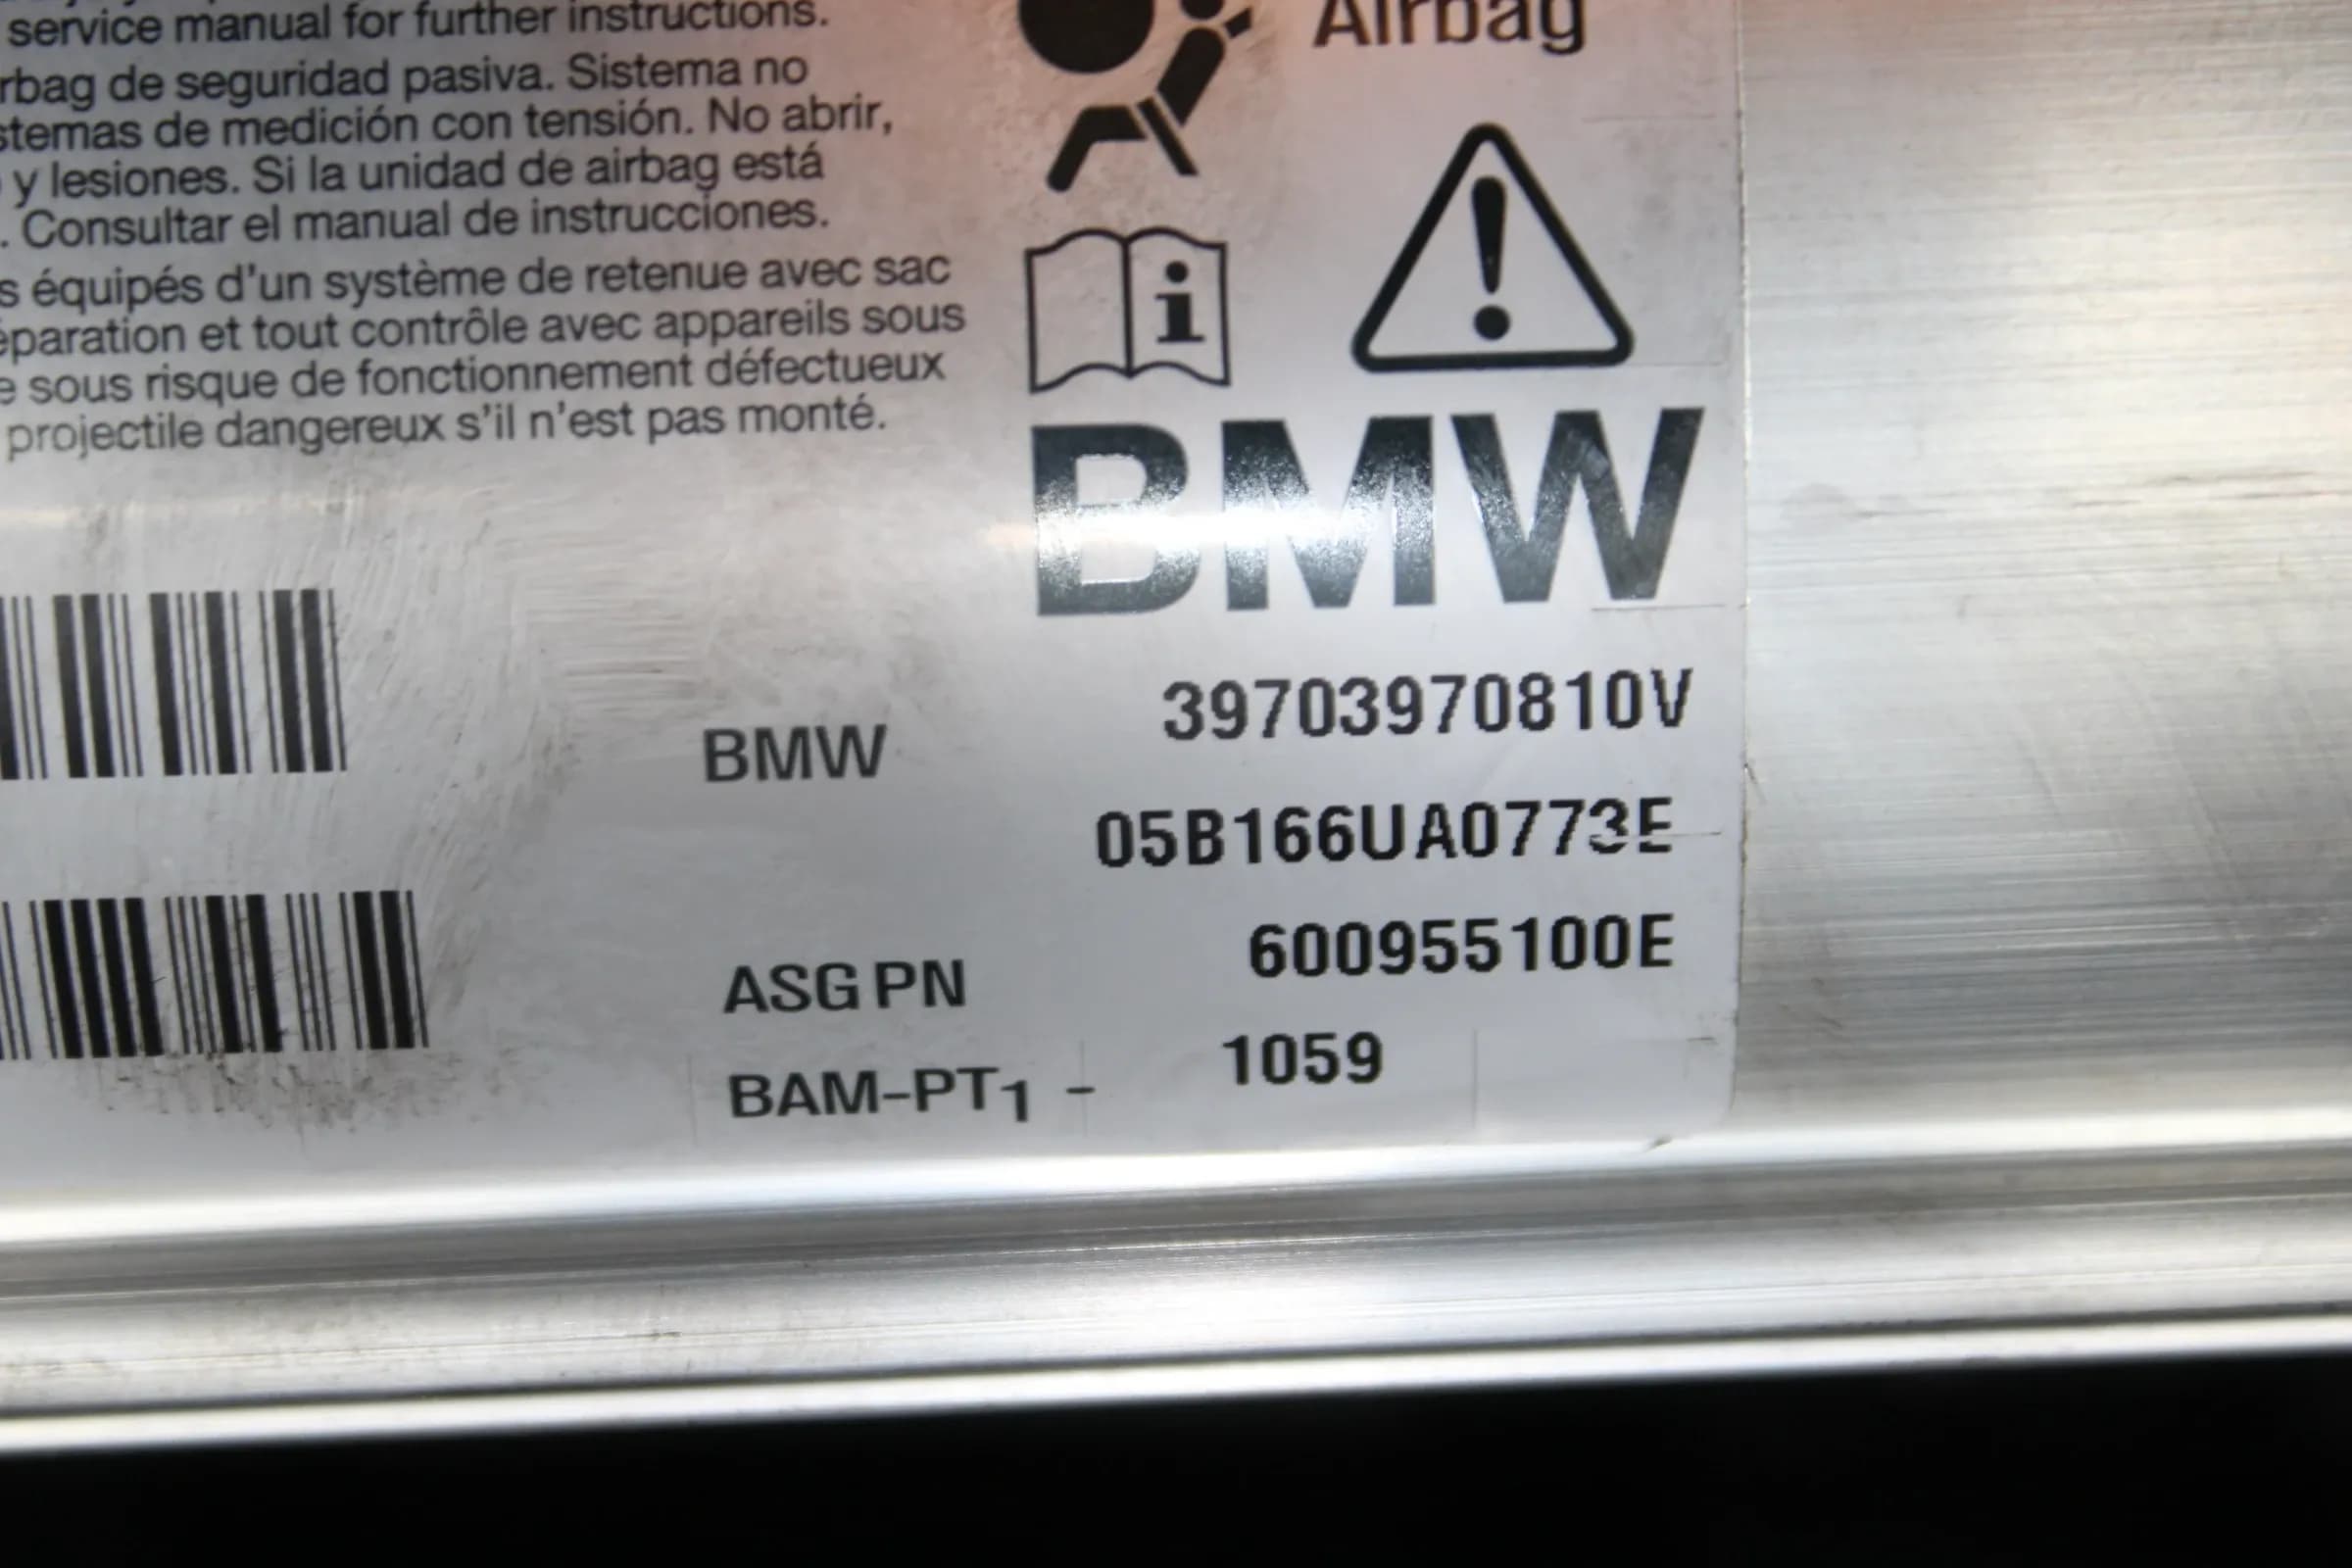 service manual for further instructions.
rbag de seguridad pasiva. Sistema no
stemas de medición con tensión. No abrir,
y lesiones. Si la unidad de airbag está
. Consultar el manual de instrucciones.
s équipés d'un système de retenue avec sac
éparation et tout contrôle avec appareils sous
e sous risque de fonctionnement défectueux
projectile dangereux s'il n'est pas monté.
Airbag
BMW
BMW 39703970810V
05B166UA0773E
ASG PN 600955100E
BAM-PT1 - 1059